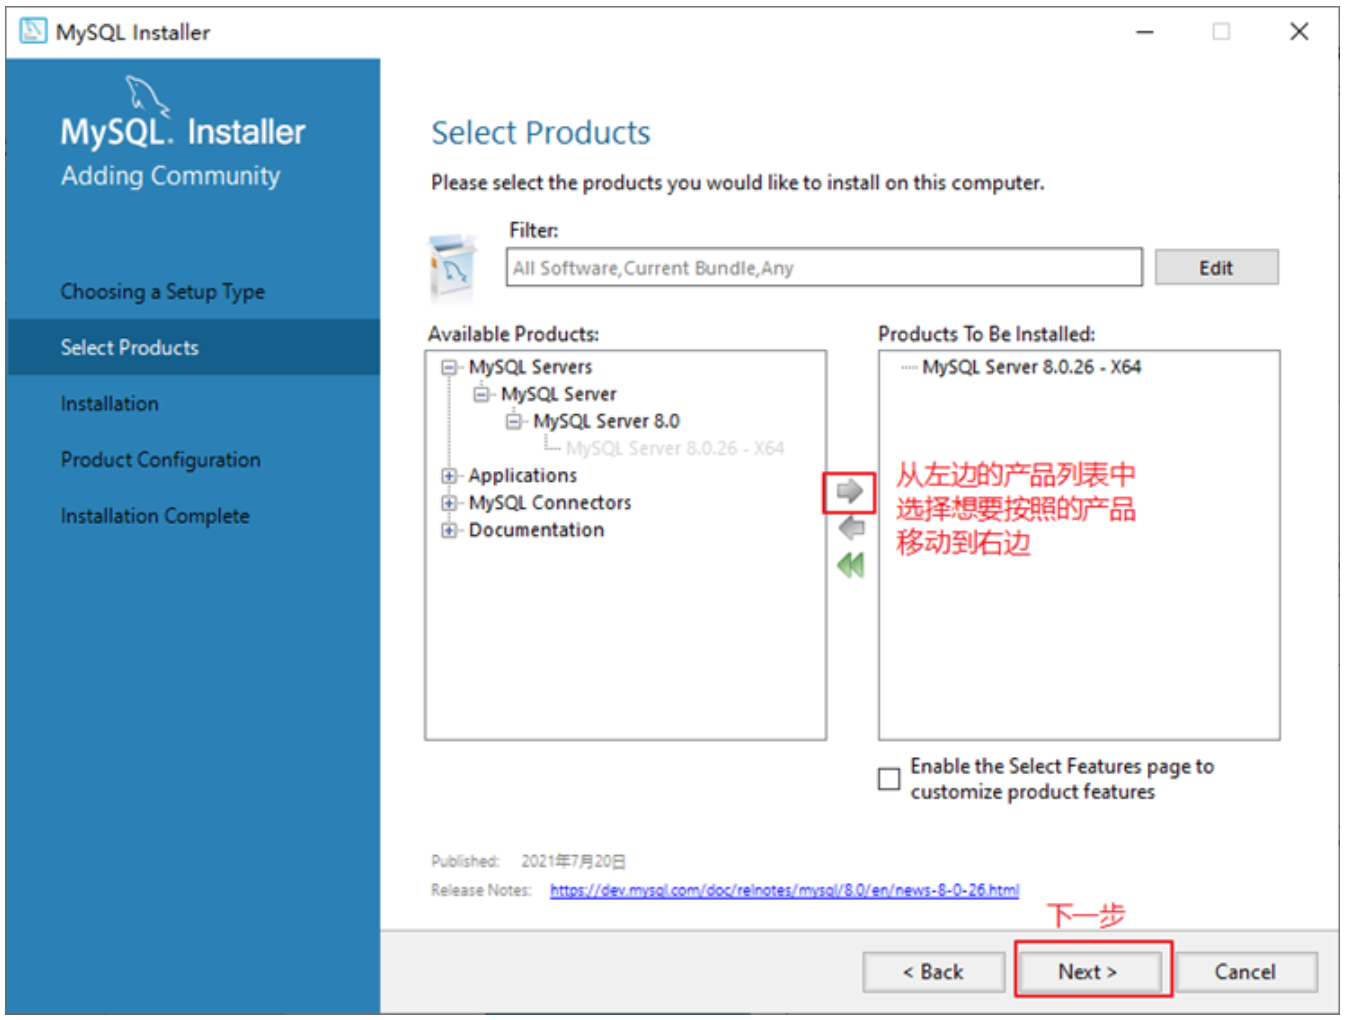 MySQL Installer
MySQL. Installer
Adding Community
Choosing a Setup Type
Select Products
Installation
Product Configuration
Installation Complete
Select Products
Please select the products you would like to install on this computer.
Filter:
All Software,Current Bundle,Any
Edit
Available Products:
MySQL Servers
MySQL Server
MySQL Server 8.0
MySQL Server 8.0.26 - X64
Applications
MySQL Connectors
Documentation
Products To Be Installed:
MySQL Server 8.0.26 - X64
从左边的产品列表中
选择想要按照的产品
移动到右边
Enable the Select Features page to
customize product features
Published: 2021年7月20日
Release Notes: https://dev.mysql.com/doc/relnotes/mysql/8.0/en/news-8-0-26.html
下一步
< Back
Next >
Cancel